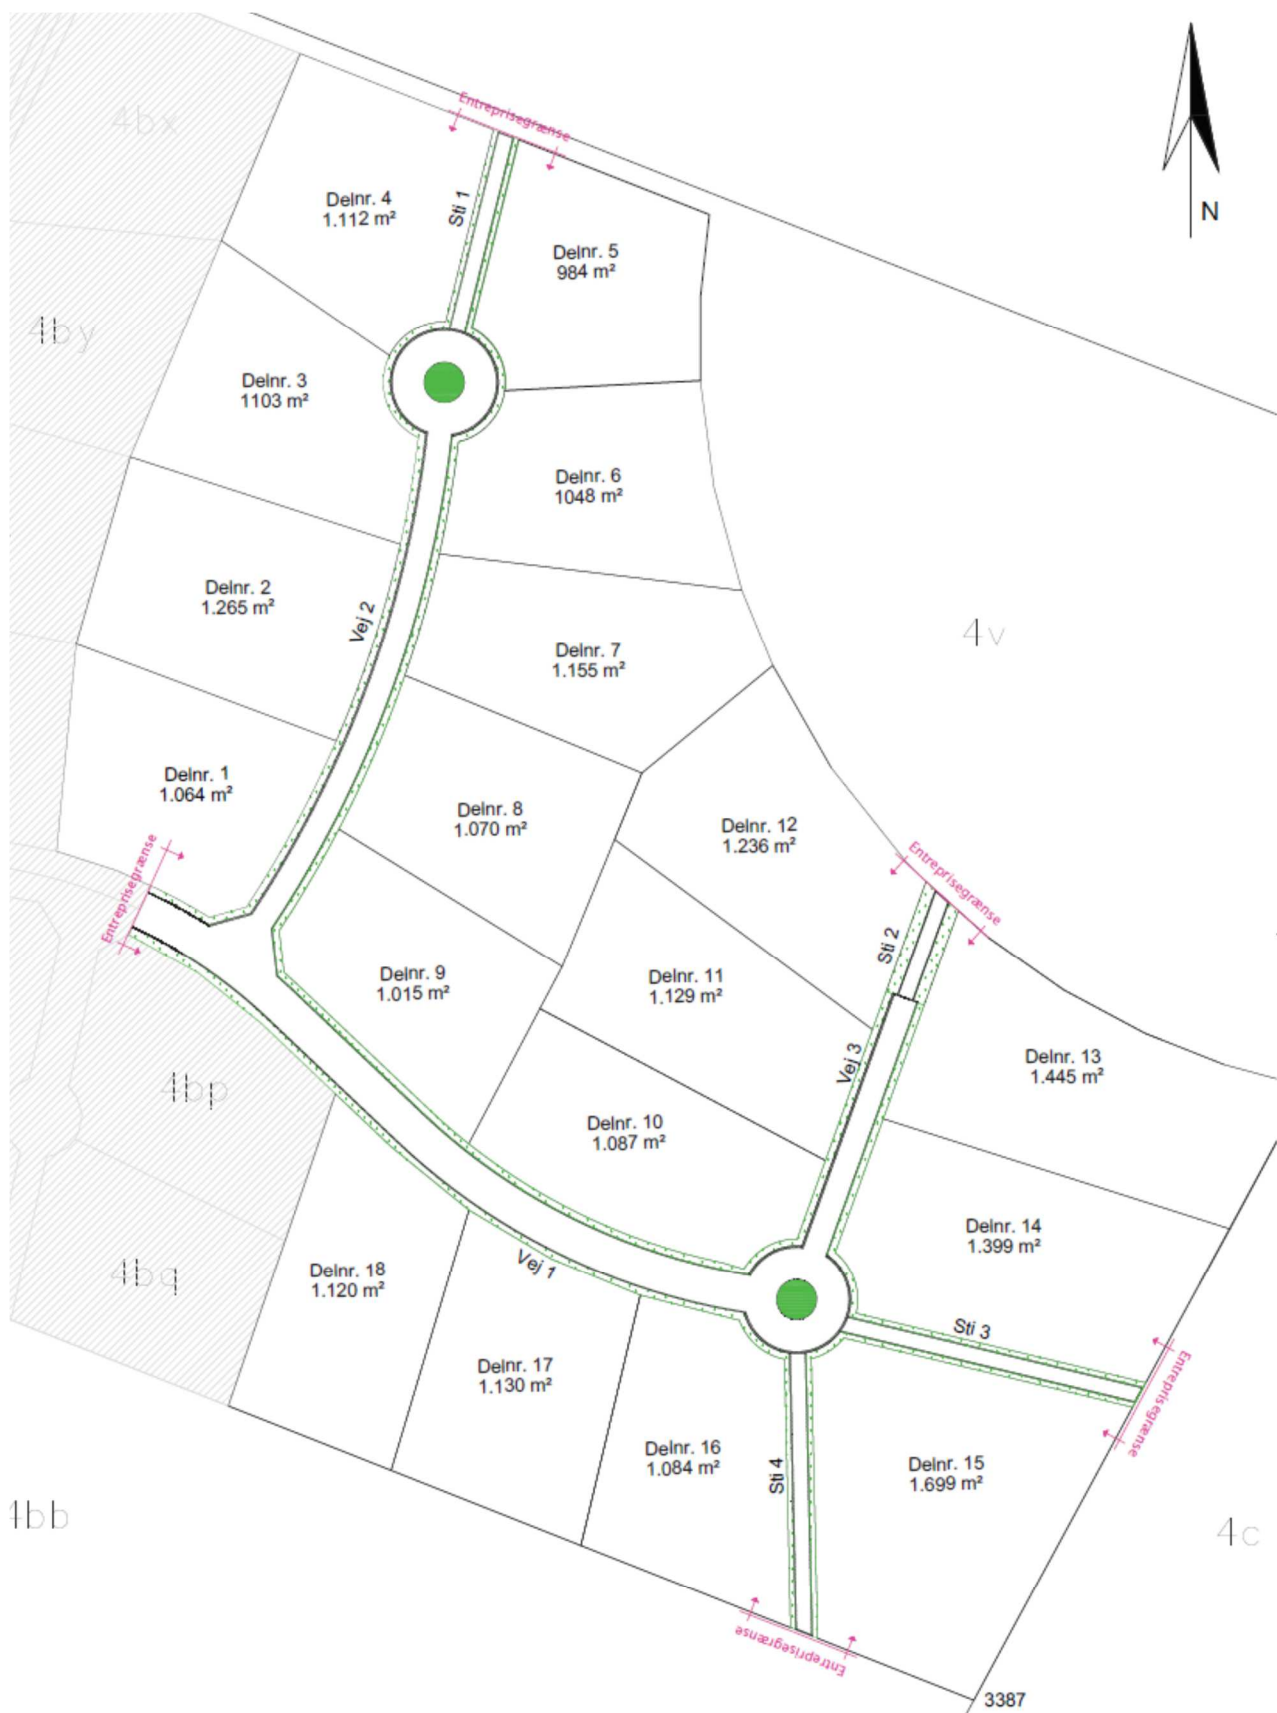 Entreprisegrænse
4bx
N
Delnr. 4
1.112 m²
Sti 1
Delnr. 5
984 m²
4by
Delnr. 3
1103 m²
Delnr. 6
1048 m²
Delnr. 2
1.265 m²
Vej 2
4v
Delnr. 7
1.155 m²
Delnr. 1
1.064 m²
Delnr. 8
1.070 m²
Delnr. 12
1.236 m²
Entreprisegrænse
Entreprisegrænse
Sti 2
Delnr. 9
1.015 m²
Delnr. 11
1.129 m²
Vej 3
Delnr. 13
1.445 m²
4bp
Delnr. 10
1.087 m²
Delnr. 14
1.399 m²
4bq
Delnr. 18
1.120 m²
Vej 1
Sti 3
Delnr. 17
1.130 m²
Entreprisegrænse
Delnr. 16
1.084 m²
Sti 4
Delnr. 15
1.699 m²
4bb
4c
Entreprisegrænse
3387